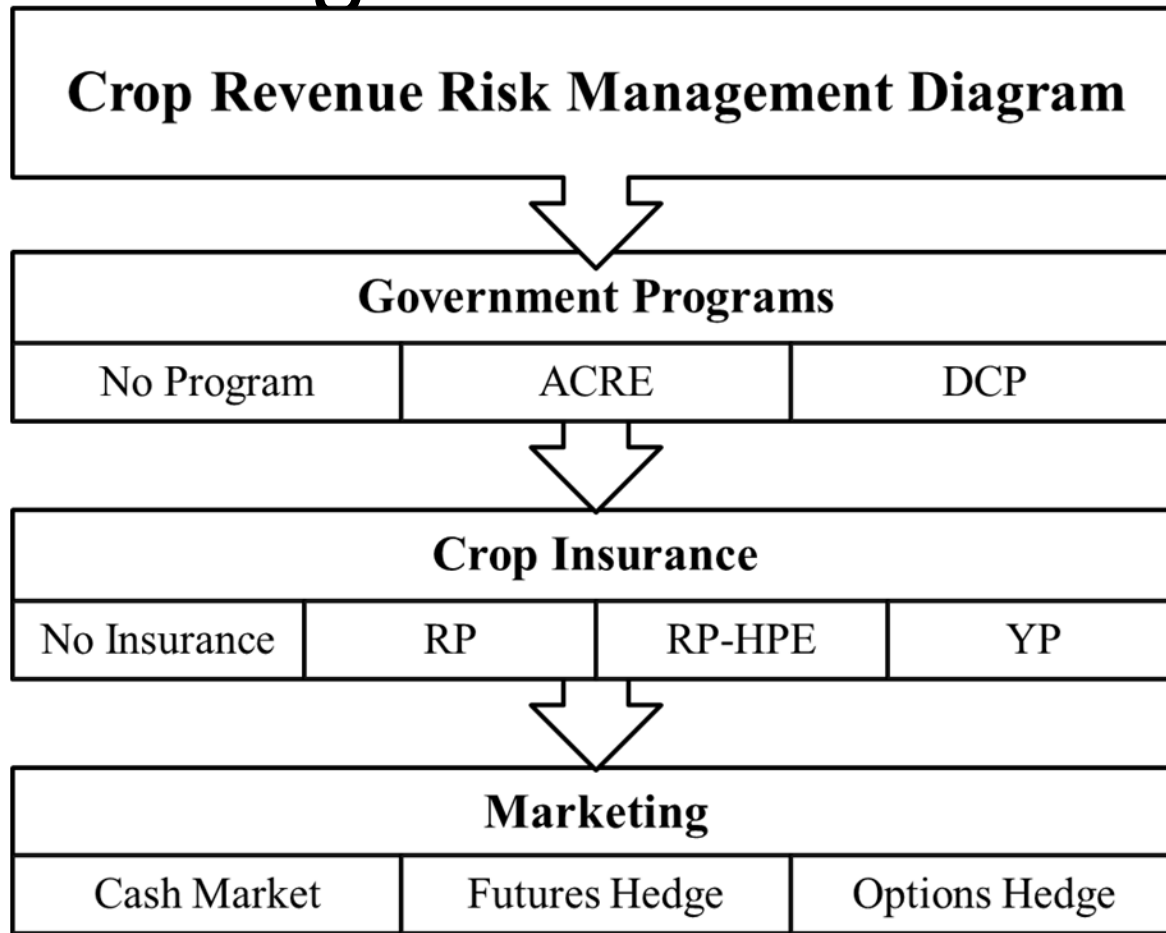 Crop Revenue Risk Management Diagram
Government Programs
No Program ACRE DCP
Crop Insurance
No Insurance RP RP-HPE YP
Marketing
Cash Market Futures Hedge Options Hedge